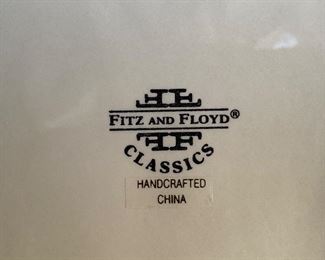 FITZ AND FLOYD®
CLASSICS
HANDCRAFTED
CHINA